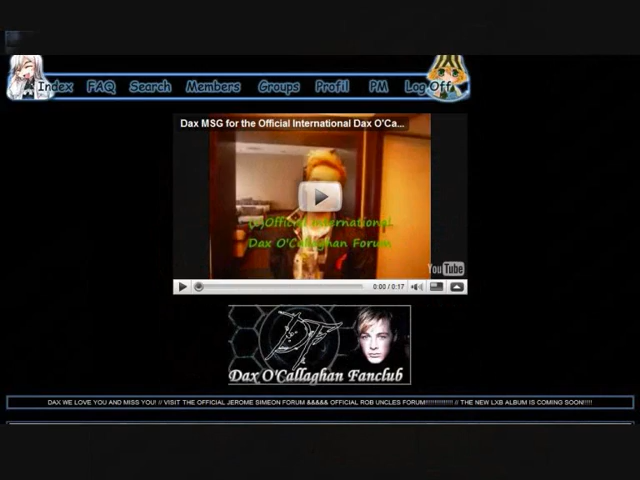 Index FAQ Search Members Groups Profil PM Log Off
Dax MSG for the Official International Dax O'Ca...
(c)Official International
Dax O'Callaghan Forum
You Tube
0:00 / 0:17
Dax O'Callaghan Fanclub
DAX WE LOVE YOU AND MISS YOU! // VISIT THE OFFICIAL JEROME SIMEON FORUM &&&&& OFFICIAL ROB UNCLES FORUM!!!!!!!!!!!!! // THE NEW LXB ALBUM IS COMING SOON!!!!